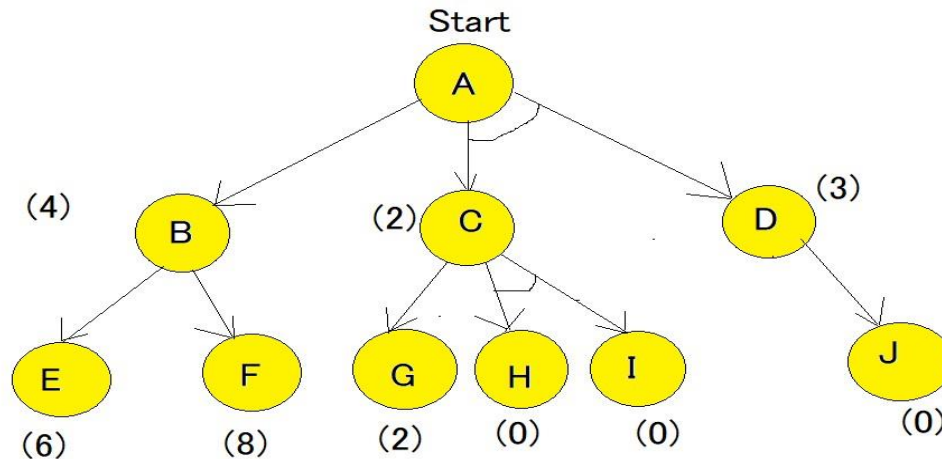 Start
A
(4)
B
(2)
C
D
(3)
E
F
G
H
I
J
(6)
(8)
(2)
(0)
(0)
(0)